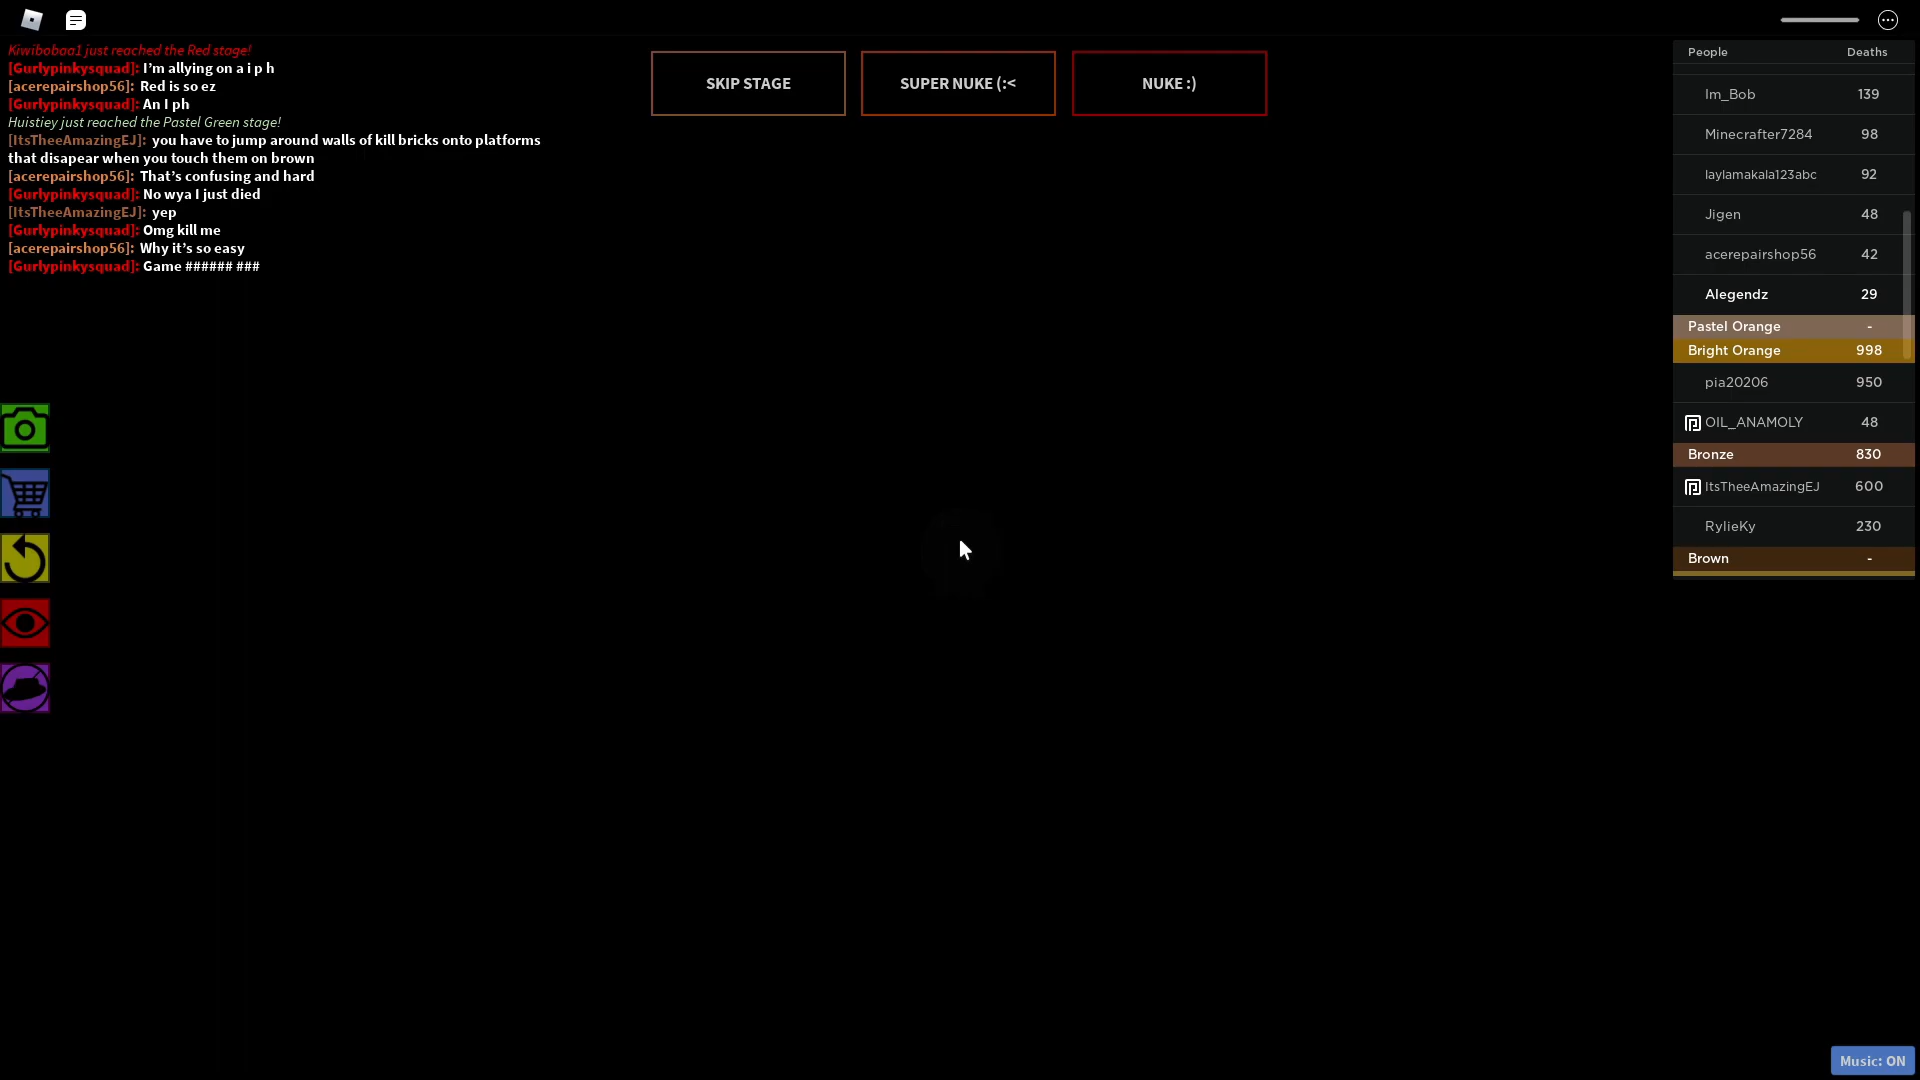 Kiwibobaa1 just reached the Red stage!
[Gurlypinkysquad]: I’m allying on a i p h
[acerepairshop56]: Red is so ez
[Gurlypinkysquad]: An I ph
Huistiey just reached the Pastel Green stage!
[ItsTheeAmazingEJ]: you have to jump around walls of kill bricks onto platforms
that disapear when you touch them on brown
[acerepairshop56]: That’s confusing and hard
[Gurlypinkysquad]: No wya I just died
[ItsTheeAmazingEJ]: yep
[Gurlypinkysquad]: Omg kill me
[acerepairshop56]: Why it’s so easy
[Gurlypinkysquad]: Game ###### ###
SKIP STAGE
SUPER NUKE (:<
NUKE :)
People Deaths
Im_Bob 139
Minecrafter7284 98
laylamakala123abc 92
Jigen 48
acerepairshop56 42
Alegendz 29
Pastel Orange -
Bright Orange 998
pia20206 950
OIL_ANAMOLY 48
Bronze 830
ItsTheeAmazingEJ 600
RylieKy 230
Brown -
Music: ON